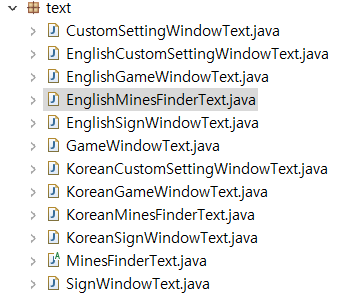 text
CustomSettingWindowText.java
EnglishCustomSettingWindowText.java
EnglishGameWindowText.java
EnglishMinesFinderText.java
EnglishSignWindowText.java
GameWindowText.java
KoreanCustomSettingWindowText.java
KoreanGameWindowText.java
KoreanMinesFinderText.java
KoreanSignWindowText.java
MinesFinderText.java
SignWindowText.java